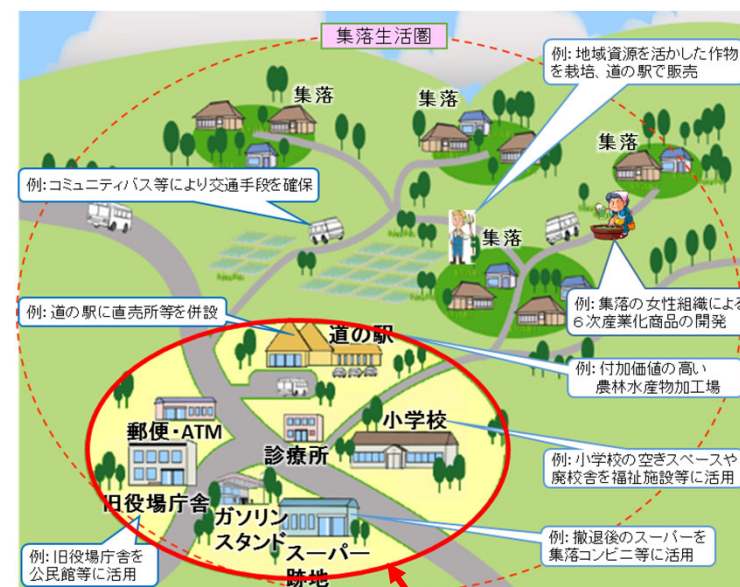 集落生活圏
例: 地域資源を活かした作物
を栽培、道の駅で販売
集落
集落
集落
例: コミュニティバス等により交通手段を確保
集落
例: 道の駅に直売所等を併設
例: 集落の女性組織による
6次産業化商品の開発
道の駅
例: 付加価値の高い
農林水産物加工場
郵便・ATM
診療所
小学校
例: 小学校の空きスペースや
廃校舎を福祉施設等に活用
旧役場庁舎
ガソリン
スタンド
スーパー
跡地
例: 撤退後のスーパーを
集落コンビニ等に活用
例: 旧役場庁舎を
公民館等に活用